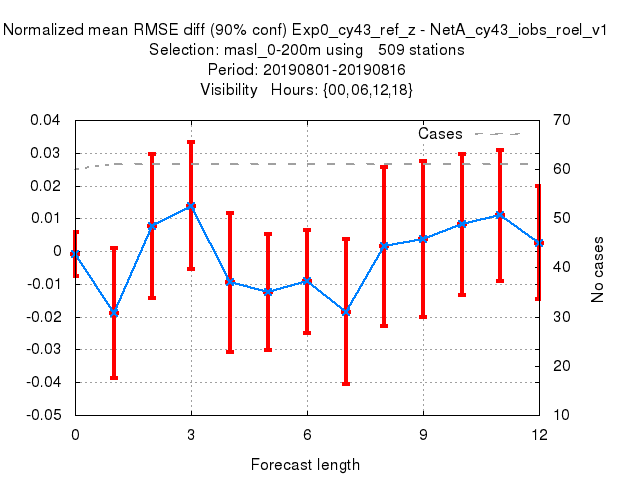 Normalized mean RMSE diff (90% conf) Exp0_cy43_ref_z - NetA_cy43_iobs_roel_v1
Selection: masl_0-200m using 509 stations
Period: 20190801-20190816
Visibility Hours: {00,06,12,18}
0.04
0.03
0.02
0.01
0
-0.01
-0.02
-0.03
-0.04
-0.05
Cases
70
60
50
40
30
20
10
No cases
0 3 6 9 12
Forecast length